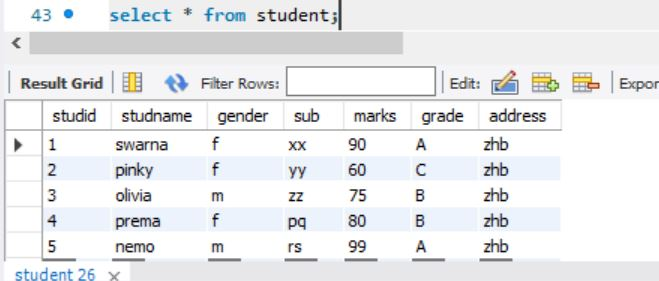 43 select * from student;
Result Grid Filter Rows: Edit: Expor
studid studname gender sub marks grade address
1 swarna f xx 90 A zhb
2 pinky f yy 60 C zhb
3 olivia m zz 75 B zhb
4 prema f pq 80 B zhb
5 nemo m rs 99 A zhb
student 26